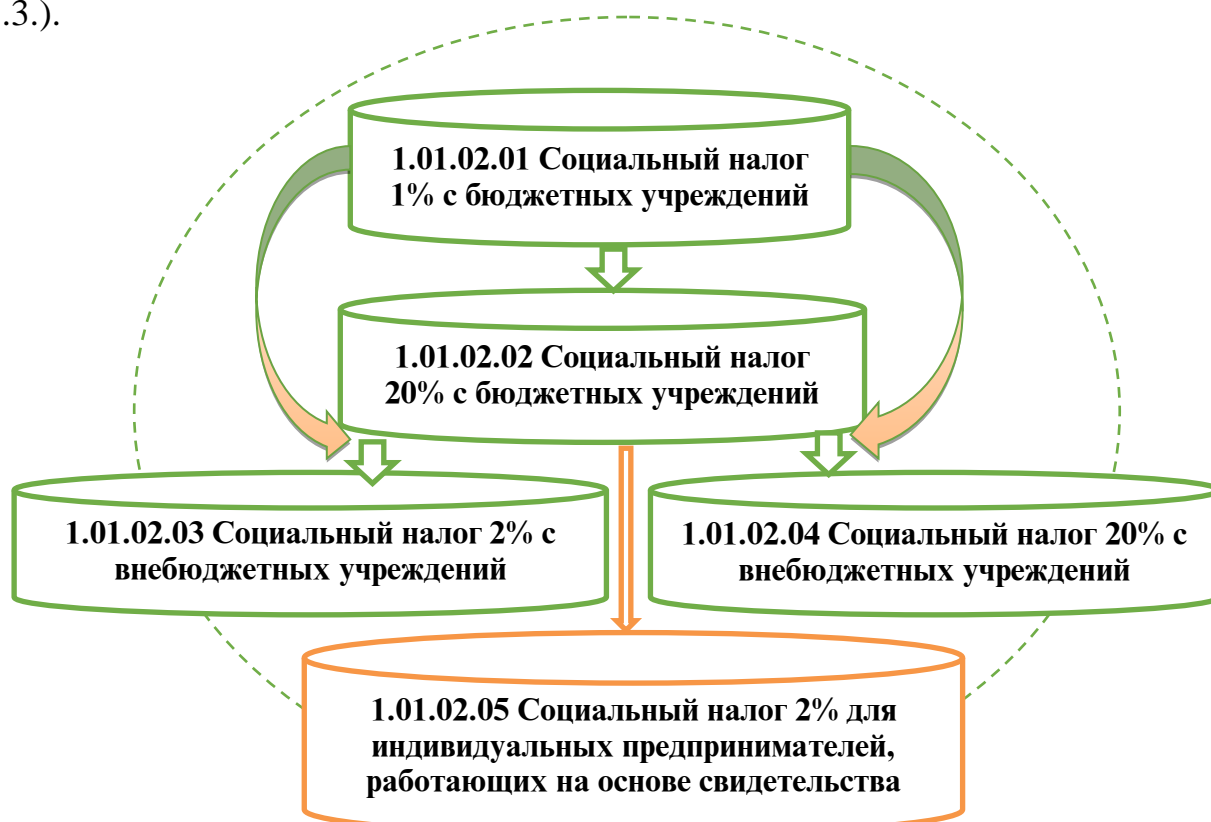 .3.).
1.01.02.01 Социальный налог
1% с бюджетных учреждений
1.01.02.02 Социальный налог
20% с бюджетных учреждений
1.01.02.03 Социальный налог 2% с
внебюджетных учреждений
1.01.02.04 Социальный налог 20% с
внебюджетных учреждений
1.01.02.05 Социальный налог 2% для
индивидуальных предпринимателей,
работающих на основе свидетельства